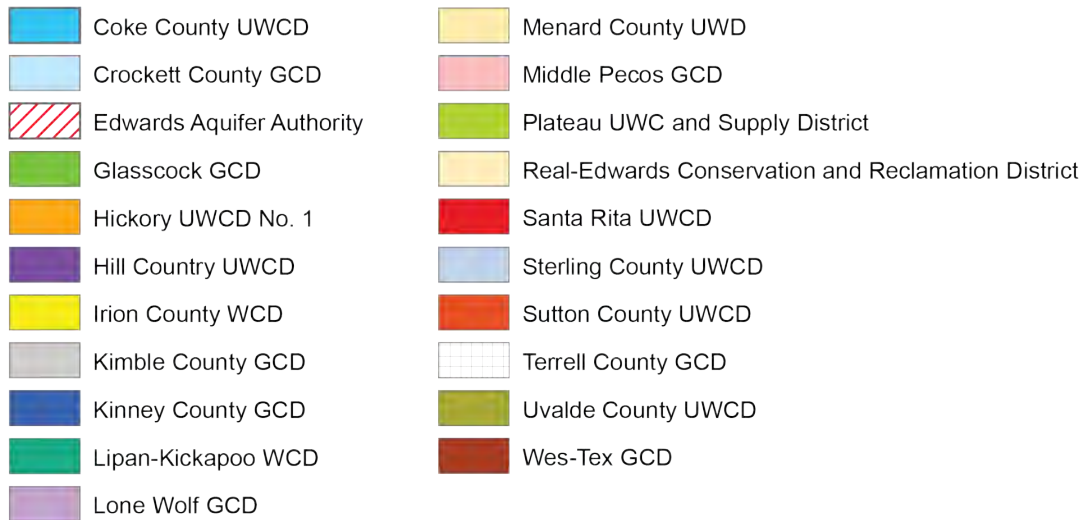 Coke County UWCD
Crockett County GCD
Edwards Aquifer Authority
Glasscock GCD
Hickory UWCD No. 1
Hill Country UWCD
Irion County WCD
Kimble County GCD
Kinney County GCD
Lipan-Kickapoo WCD
Lone Wolf GCD
Menard County UWD
Middle Pecos GCD
Plateau UWC and Supply District
Real-Edwards Conservation and Reclamation District
Santa Rita UWCD
Sterling County UWCD
Sutton County UWCD
Terrell County GCD
Uvalde County UWCD
Wes-Tex GCD